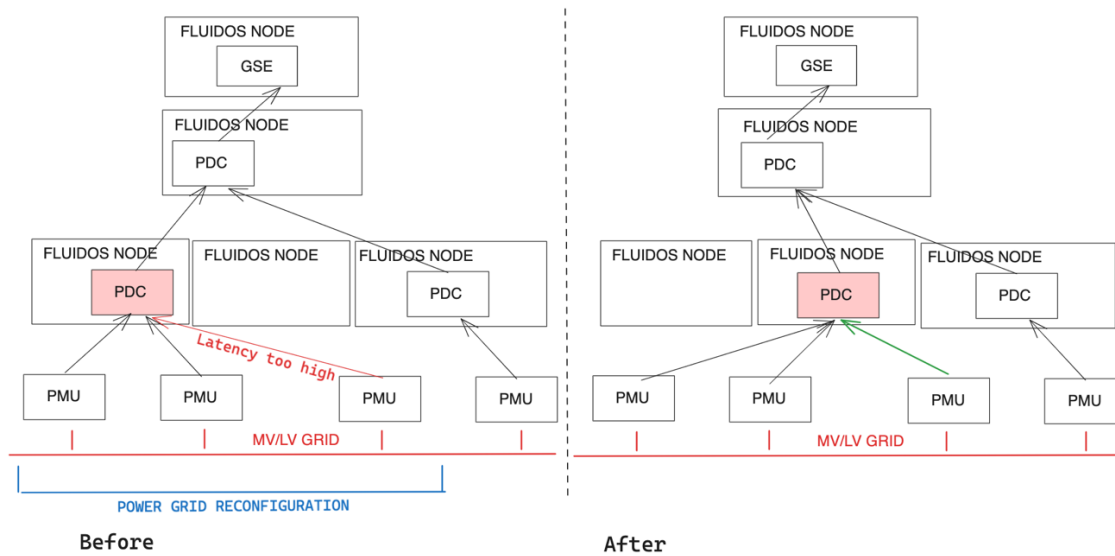 FLUIDOS NODE
GSE
FLUIDOS NODE
PDC
FLUIDOS NODE
FLUIDOS NODE
FLUIDOS NODE
PDC
PDC
Latency too high
PMU
PMU
PMU
PMU
MV/LV GRID
POWER GRID RECONFIGURATION
Before
FLUIDOS NODE
GSE
FLUIDOS NODE
PDC
FLUIDOS NODE
FLUIDOS NODE
FLUIDOS NODE
PDC
PDC
PMU
PMU
PMU
PMU
MV/LV GRID
After